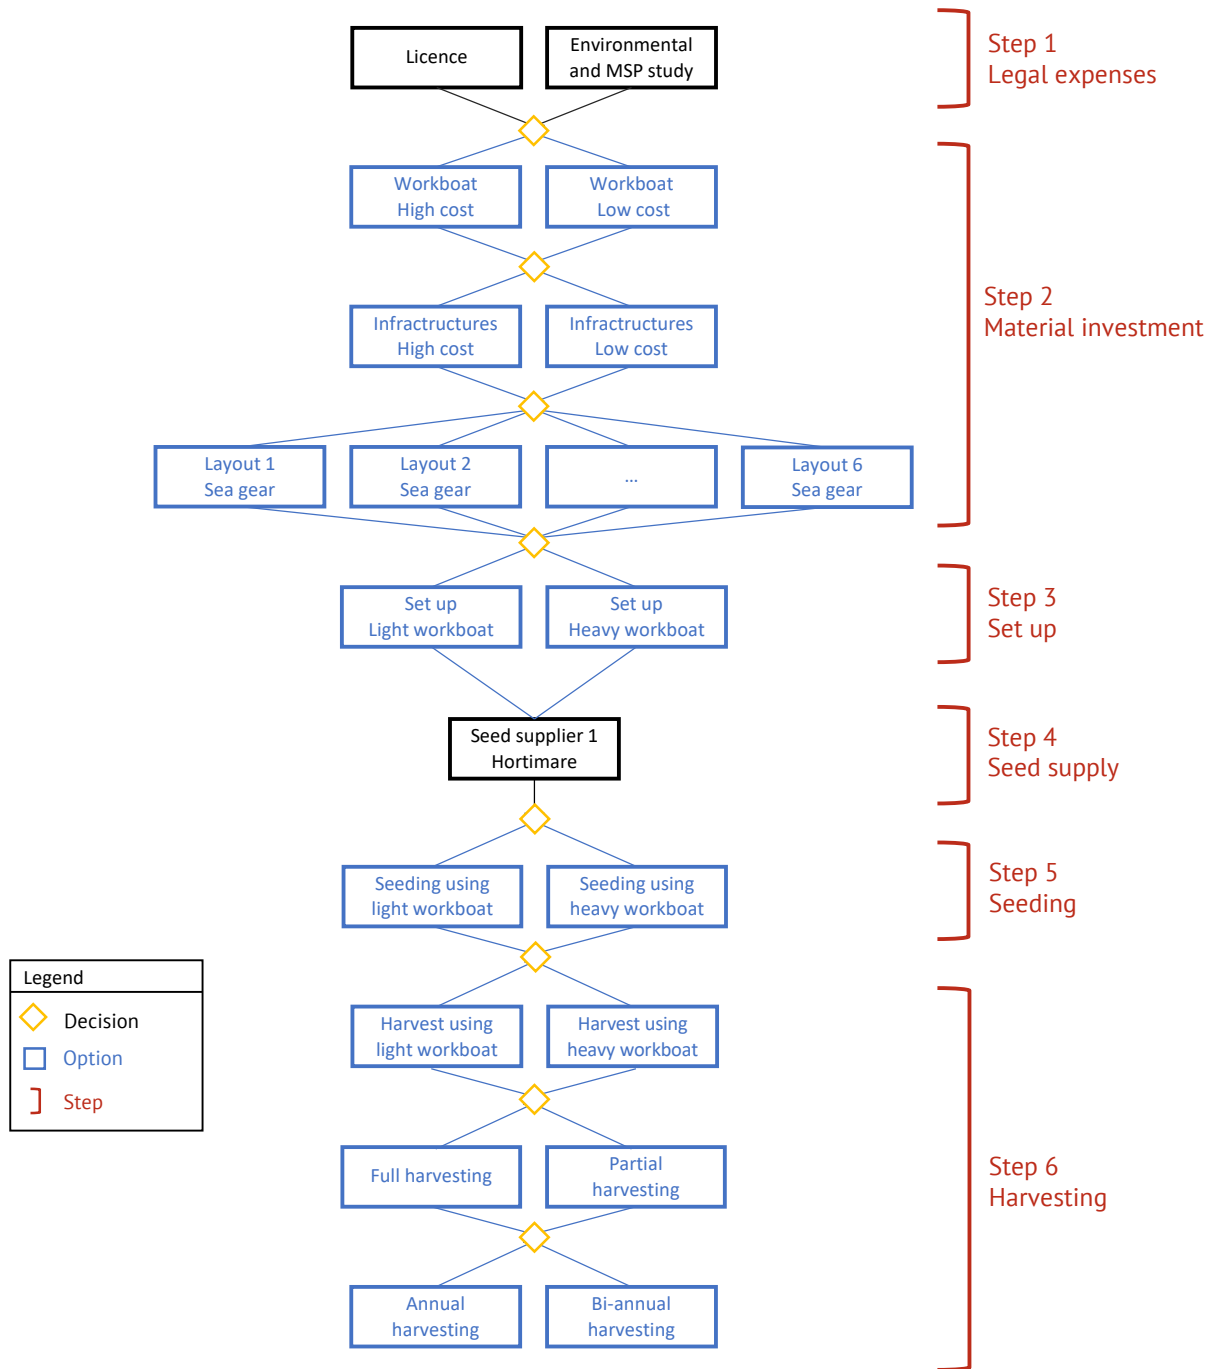 Licence
Environmental
and MSP study
Step 1
Legal expenses
Workboat
High cost
Workboat
Low cost
Infractructures
High cost
Infractructures
Low cost
Step 2
Material investment
Layout 1
Sea gear
Layout 2
Sea gear
...
Layout 6
Sea gear
Set up
Light workboat
Set up
Heavy workboat
Step 3
Set up
Seed supplier 1
Hortimare
Step 4
Seed supply
Seeding using
light workboat
Seeding using
heavy workboat
Step 5
Seeding
Legend
Decision
Option
Step
Harvest using
light workboat
Harvest using
heavy workboat
Full harvesting
Partial
harvesting
Step 6
Harvesting
Annual
harvesting
Bi-annual
harvesting